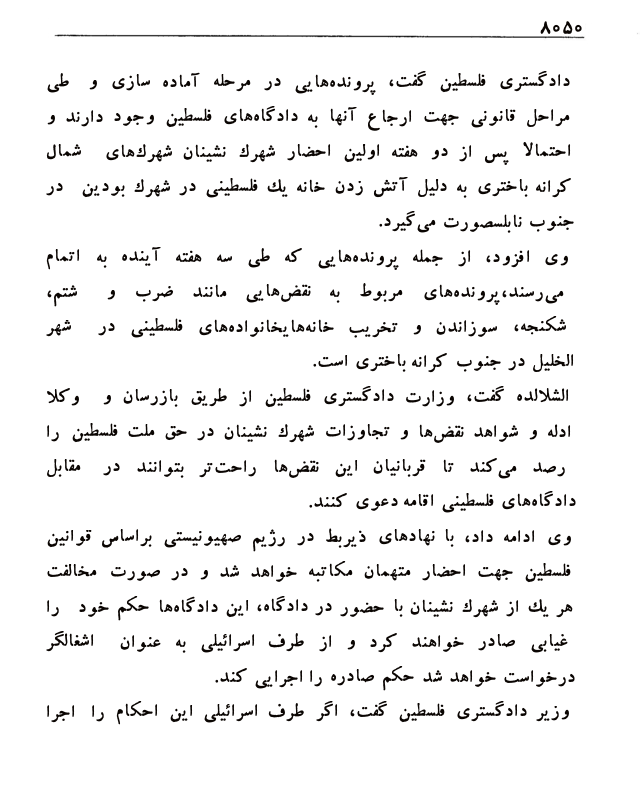 ۸۰۵۰
دادگستری فلسطین گفت، پرونده‌هایی در مرحله آماده سازی و طی
مراحل قانونی جهت ارجاع آنها به دادگاه‌های فلسطین وجود دارند و
احتمالا پس از دو هفته اولین احضار شهرك نشینان شهرك‌های شمال
کرانه باختری به دلیل آتش زدن خانه یك فلسطینی در شهرك بودین در
جنوب نابلسصورت می‌گیرد.
وی افزود، از جمله پرونده‌هایی که طی سه هفته آینده به اتمام
می‌رسند،پرونده‌های مربوط به نقض‌هایی مانند ضرب و شتم،
شکنجه، سوزاندن و تخریب خانه‌هایخانواده‌های فلسطینی در شهر
الخلیل در جنوب کرانه باختری است.
الشلالده گفت، وزارت دادگستری فلسطین از طریق بازرسان و وکلا
ادله و شواهد نقض‌ها و تجاوزات شهرك نشینان در حق ملت فلسطین را
رصد می‌کند تا قربانیان این نقض‌ها راحت‌تر بتوانند در مقابل
دادگاه‌های فلسطینی اقامه دعوی کنند.
وی ادامه داد، با نهادهای ذیربط در رژیم صهیونیستی براساس قوانین
فلسطین جهت احضار متهمان مکاتبه خواهد شد و در صورت مخالفت
هر یك از شهرك نشینان با حضور در دادگاه، این دادگاه‌ها حکم خود را
غیابی صادر خواهند کرد و از طرف اسرائیلی به عنوان اشغالگر
درخواست خواهد شد حکم صادره را اجرایی کند.
وزیر دادگستری فلسطین گفت، اگر طرف اسرائیلی این احکام را اجرا